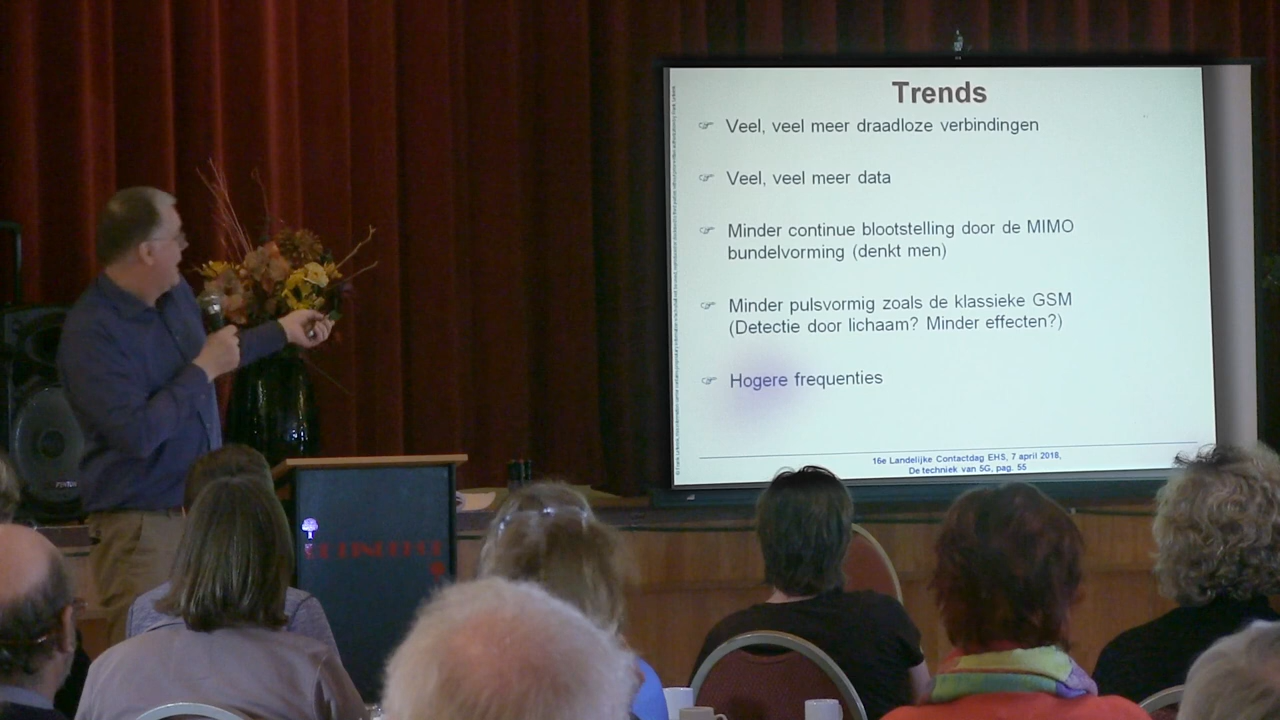 Trends
☞ Veel, veel meer draadloze verbindingen
☞ Veel, veel meer data
☞ Minder continue blootstelling door de MIMO
bundelvorming (denkt men)
☞ Minder pulsvormig zoals de klassieke GSM
(Detectie door lichaam? Minder effecten?)
☞ Hogere frequenties
16e Landelijke Contactdag EHS, 7 april 2018,
De techniek van 5G, pag. 55